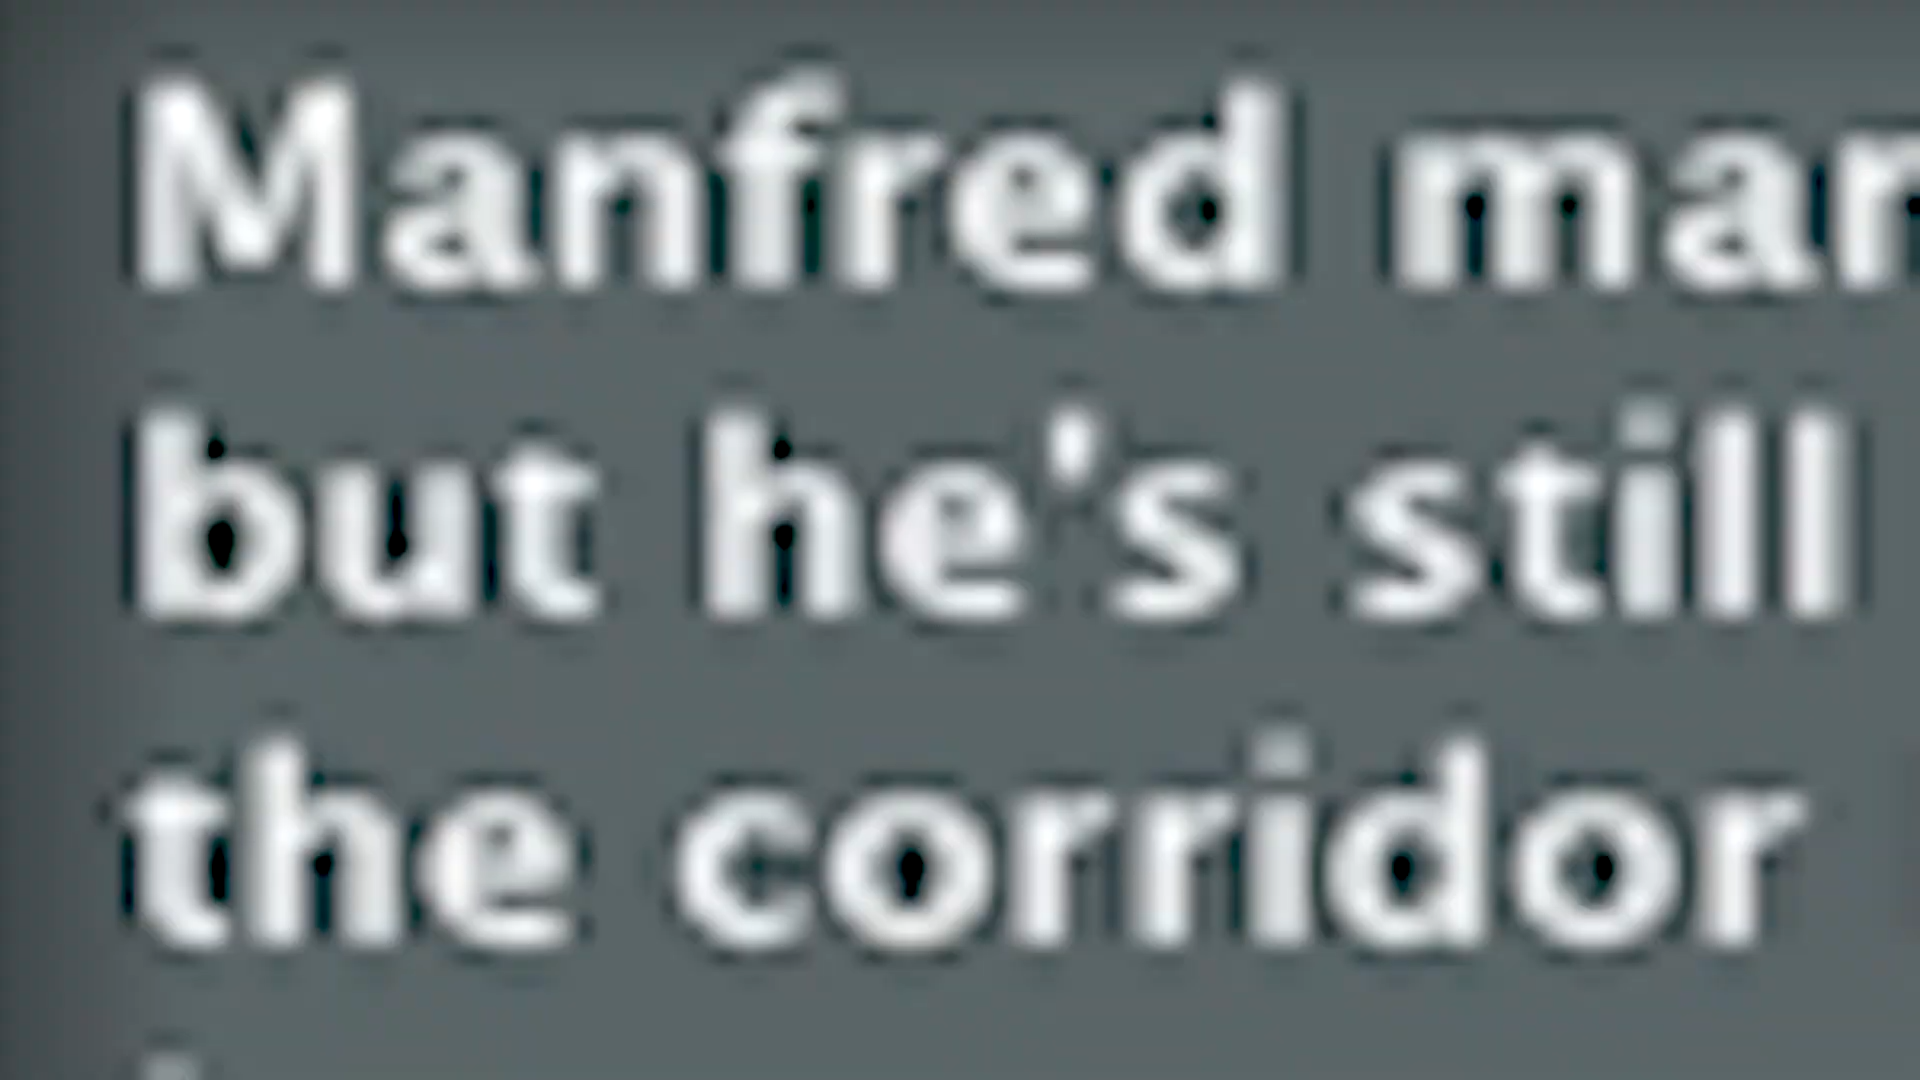 Manfred
but he's still
the corridor